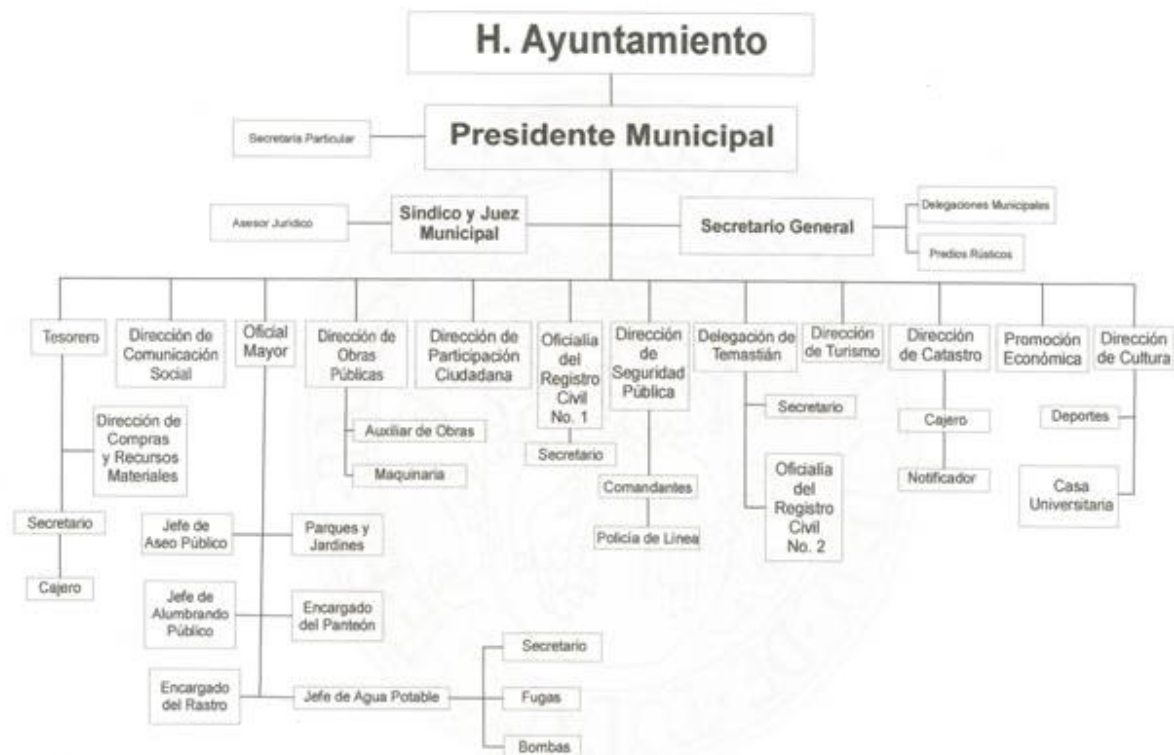 H. Ayuntamiento
Presidente Municipal
Secretaría Particular
Síndico y Juez
Municipal
Asesor Jurídico
Secretario General
Delegaciones Municipales
Predios Rústicos
Tesorero
Dirección de
Comunicación
Social
Oficial
Mayor
Dirección de
Obras
Públicas
Dirección de
Participación
Ciudadana
Oficialía
del
Registro
Civil
No. 1
Dirección
de
Seguridad
Pública
Delegación de
Temastián
Dirección
de Turismo
Dirección
de Catastro
Promoción
Económica
Dirección
de Cultura
Dirección de
Compras
y Recursos
Materiales
Secretario
Cajero
Jefe de
Aseo Público
Parques y
Jardines
Jefe de
Alumbrando
Público
Encargado
del Panteón
Encargado
del Rastro
Jefe de Agua Potable
Secretario
Fugas
Bombas
Auxiliar de Obras
Maquinaria
Secretario
Comandantes
Policía de Línea
Secretario
Oficialía
del
Registro
Civil
No. 2
Cajero
Notificador
Deportes
Casa
Universitaria